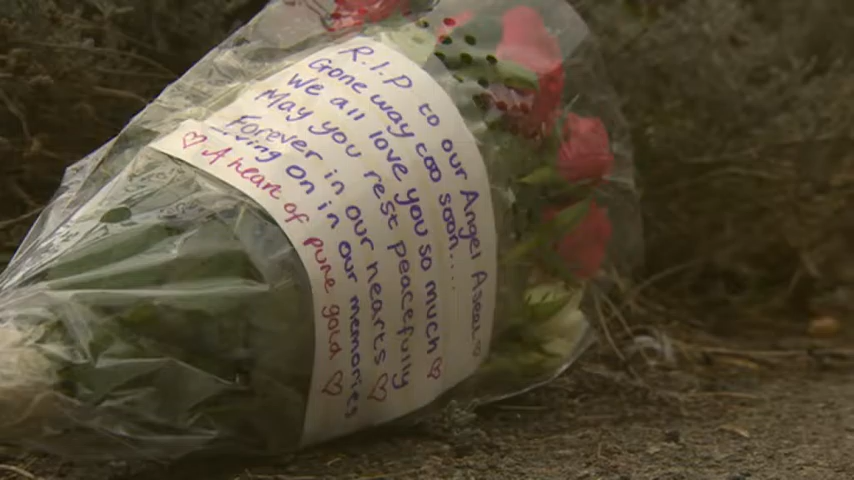 R.I.P to our Angel Aseal ♡
Gone way too soon....
We all love you so much ♡
May you rest peacefully
Forever in our hearts ♡
Living on in our memories
♡ A heart of pure gold ♡